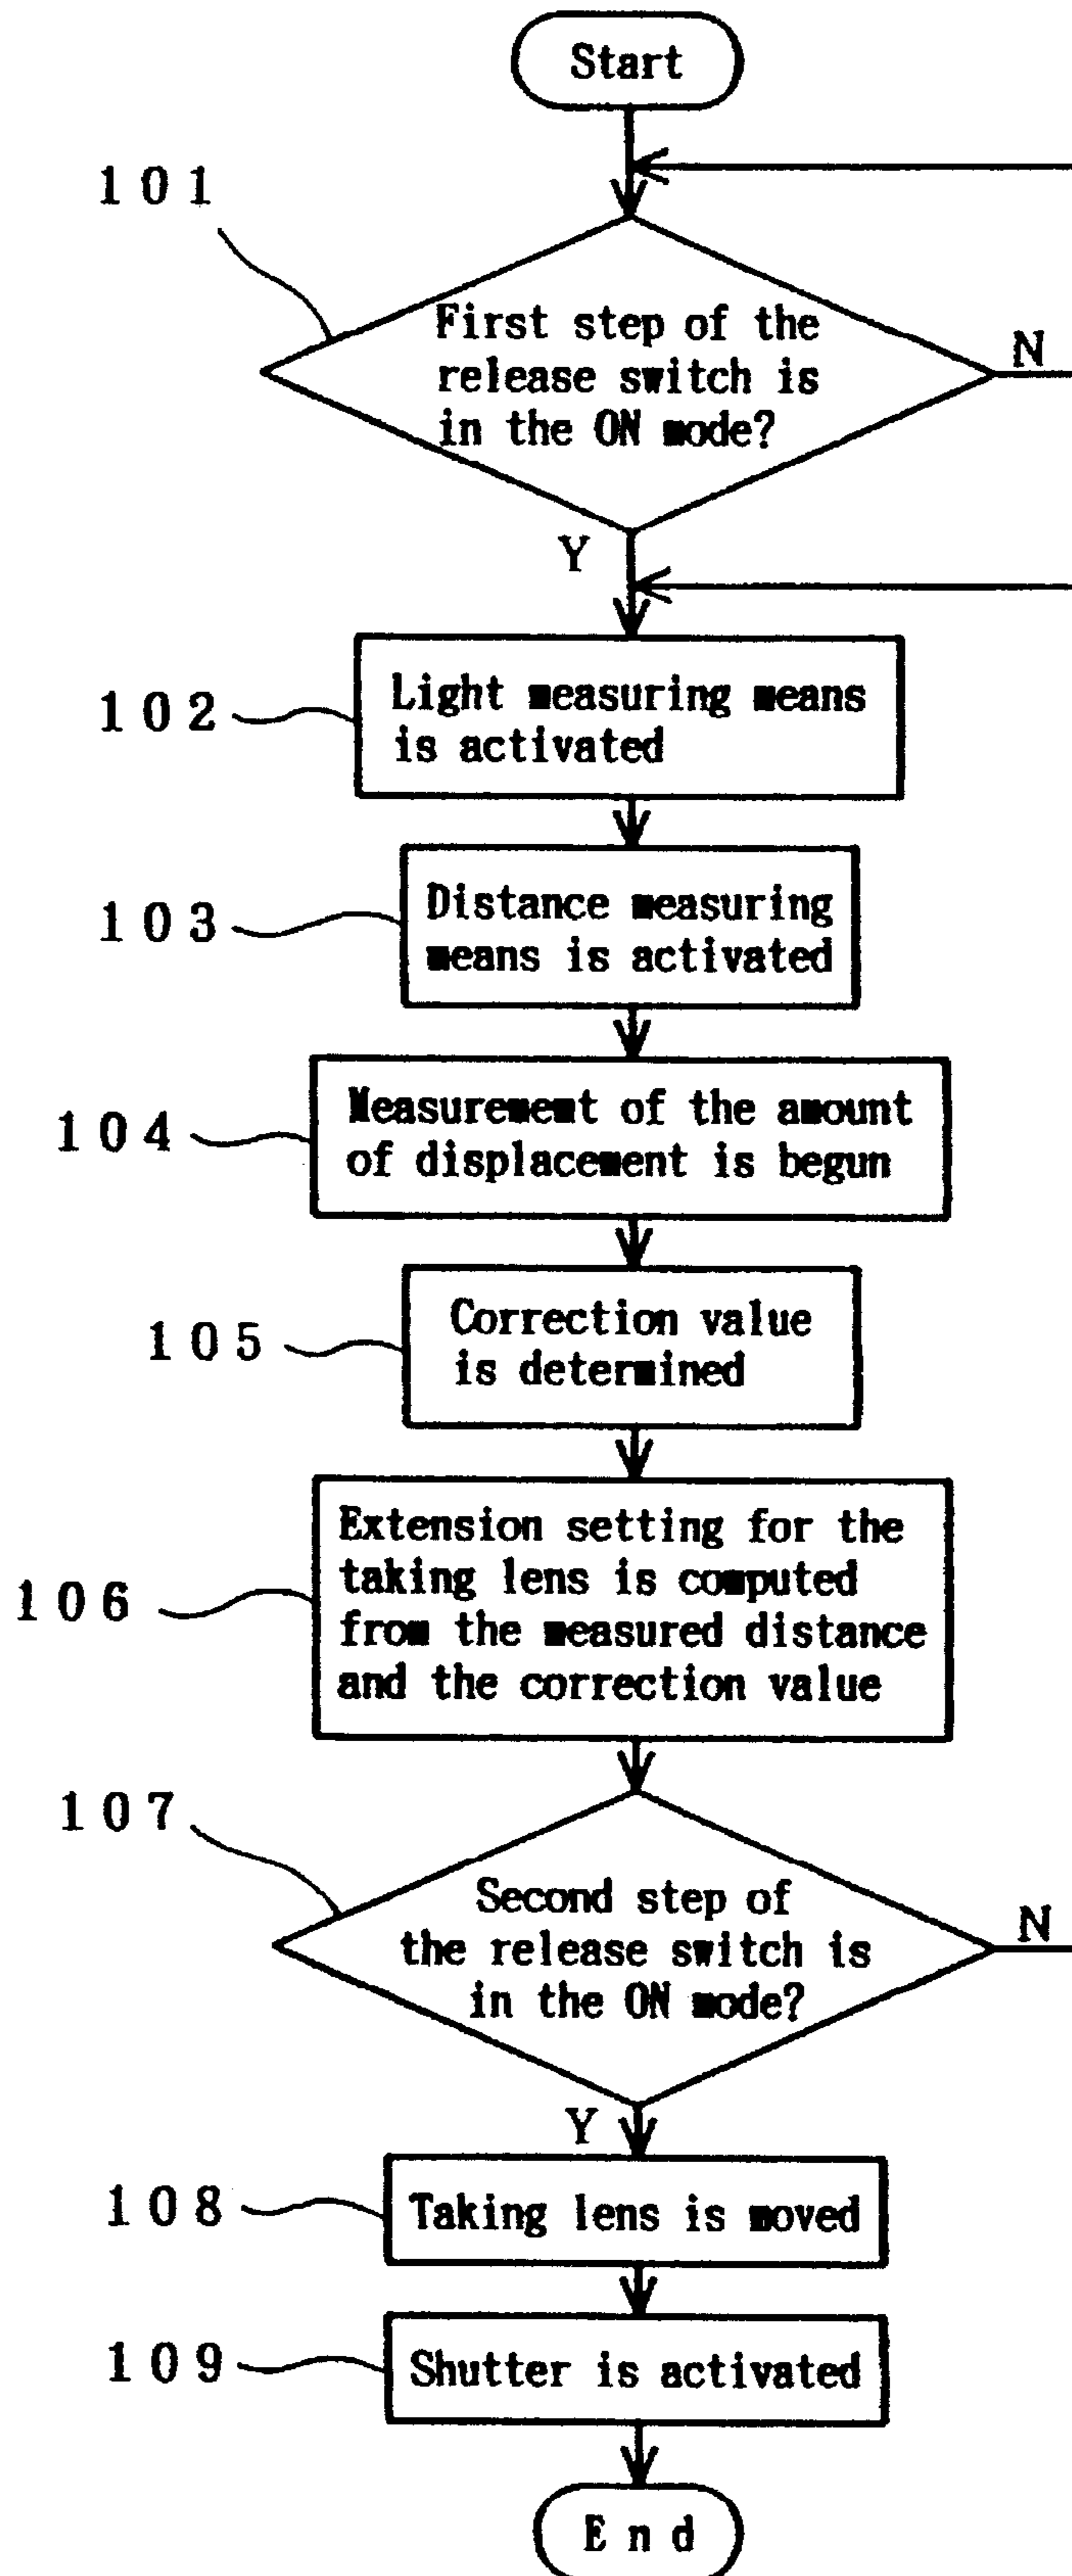 Start
101
First step of the
release switch is
in the ON mode?
N
Y
102
Light measuring means
is activated
103
Distance measuring
means is activated
104
Measurement of the amount
of displacement is begun
105
Correction value
is determined
106
Extension setting for the
taking lens is computed
from the measured distance
and the correction value
107
Second step of
the release switch is
in the ON mode?
N
Y
108
Taking lens is moved
109
Shutter is activated
End